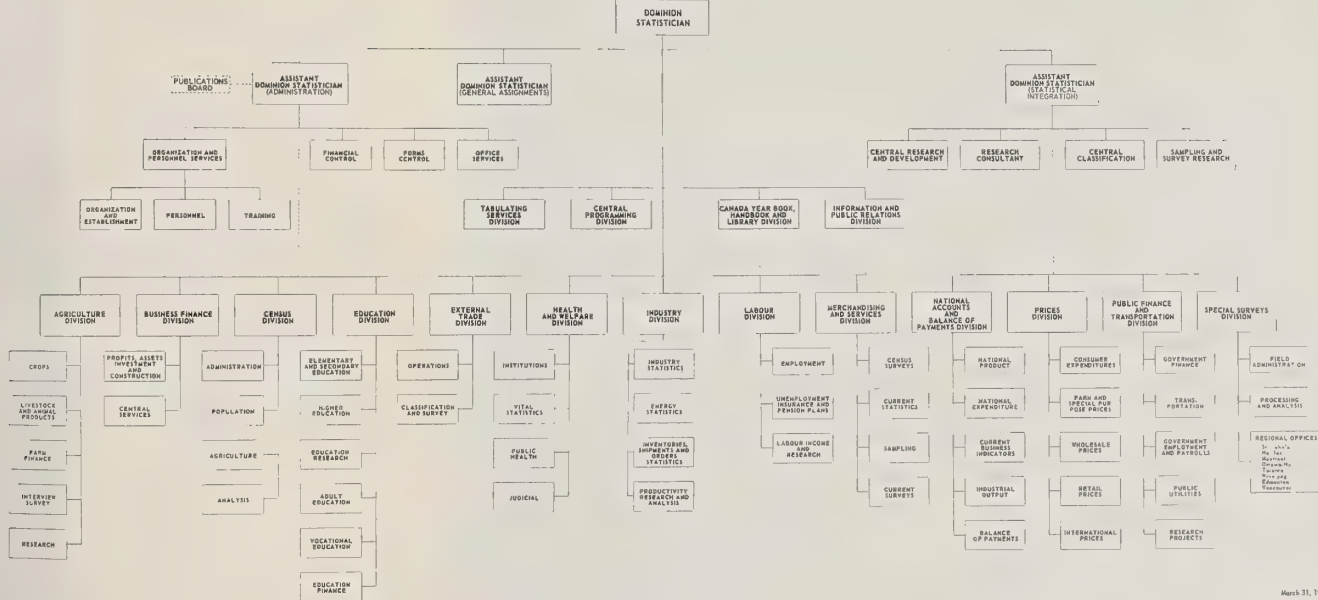 DOMINION
STATISTICIAN
PUBLICATIONS
BOARD
ASSISTANT
DOMINION STATISTICIAN
(ADMINISTRATION)
ASSISTANT
DOMINION STATISTICIAN
(GENERAL ASSIGNMENTS)
ASSISTANT
DOMINION STATISTICIAN
(STATISTICAL
INTEGRATION)
ORGANIZATION AND
PERSONNEL SERVICES
FINANCIAL
CONTROL
FORMS
CONTROL
OFFICE
SERVICES
CENTRAL RESEARCH
AND DEVELOPMENT
RESEARCH
CONSULTANT
CENTRAL
CLASSIFICATION
SAMPLING AND
SURVEY RESEARCH
ORGANIZATION
AND
ESTABLISHMENT
PERSONNEL
TRAINING
TABULATING
SERVICES
DIVISION
CENTRAL
PROGRAMMING
DIVISION
CANADA YEAR BOOK,
HANDBOOK AND
LIBRARY DIVISION
INFORMATION AND
PUBLIC RELATIONS
DIVISION
AGRICULTURE
DIVISION
BUSINESS FINANCE
DIVISION
CENSUS
DIVISION
EDUCATION
DIVISION
EXTERNAL
TRADE
DIVISION
HEALTH
AND WELFARE
DIVISION
INDUSTRY
DIVISION
LABOUR
DIVISION
MERCHANDISING
AND SERVICES
DIVISION
NATIONAL
ACCOUNTS
AND
BALANCE OF
PAYMENTS DIVISION
PRICES
DIVISION
PUBLIC FINANCE
AND
TRANSPORTATION
DIVISION
SPECIAL SURVEYS
DIVISION
CROPS
LIVESTOCK
AND ANIMAL
PRODUCTS
FARM
FINANCE
INTERVIEW
SURVEY
RESEARCH
PROFITS, ASSETS
INVESTMENT
AND
CONSTRUCTION
CENTRAL
SERVICES
ADMINISTRATION
POPULATION
AGRICULTURE
ANALYSIS
ELEMENTARY
AND SECONDARY
EDUCATION
HIGHER
EDUCATION
EDUCATION
RESEARCH
ADULT
EDUCATION
VOCATIONAL
EDUCATION
EDUCATION
FINANCE
OPERATIONS
CLASSIFICATION
AND SURVEY
INSTITUTIONS
VITAL
STATISTICS
PUBLIC
HEALTH
JUDICIAL
INDUSTRY
STATISTICS
ENERGY
STATISTICS
INVENTORIES,
SHIPMENTS AND
ORDERS
STATISTICS
PRODUCTIVITY
RESEARCH AND
ANALYSIS
EMPLOYMENT
UNEMPLOYMENT
INSURANCE AND
PENSION PLANS
LABOUR INCOME
AND
RESEARCH
CENSUS
SURVEYS
CURRENT
STATISTICS
SAMPLING
CURRENT
SURVEYS
NATIONAL
PRODUCT
NATIONAL
EXPENDITURE
CURRENT
BUSINESS
INDICATORS
INDUSTRIAL
OUTPUT
BALANCE
OF PAYMENTS
CONSUMER
EXPENDITURES
FARM AND
SPECIAL PUR
POSE PRICES
WHOLESALE
PRICES
RETAIL
PRICES
INTERNATIONAL
PRICES
GOVERNMENT
FINANCE
TRANS-
PORTATION
GOVERNMENT
EMPLOYMENT
AND PAYROLLS
PUBLIC
UTILITIES
RESEARCH
PROJECTS
FIELD
ADMINISTRATION
PROCESSING
AND ANALYSIS
REGIONAL OFFICES
Montreal
Toronto
Winnipeg
Edmonton
Vancouver
March 31,